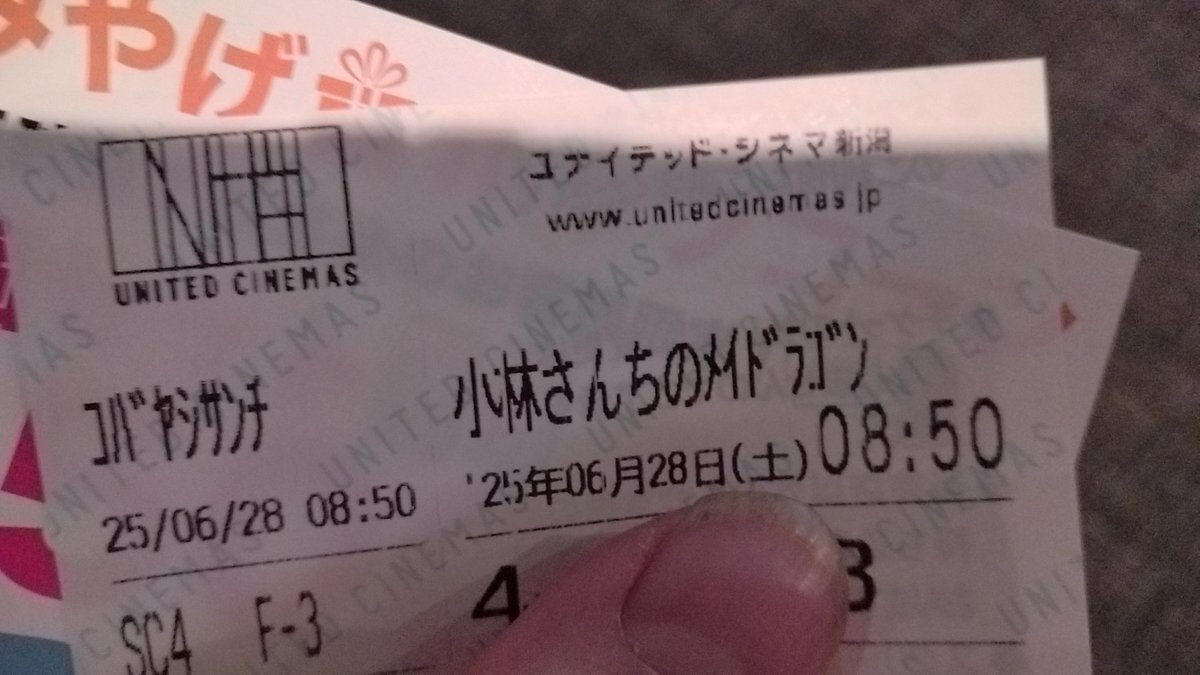 みやげ
UNITED
UNITED CINEMAS
ユナイテッド・シネマ新潟
www.unitedcinemas.jp
ｺﾊﾞﾔｼｻﾝﾁ
小林さんちのﾒｲﾄﾞﾗｺﾞﾝ
25/06/28 08:50
'25年06月28日(土) 08:50
SC4 F-3
4
3